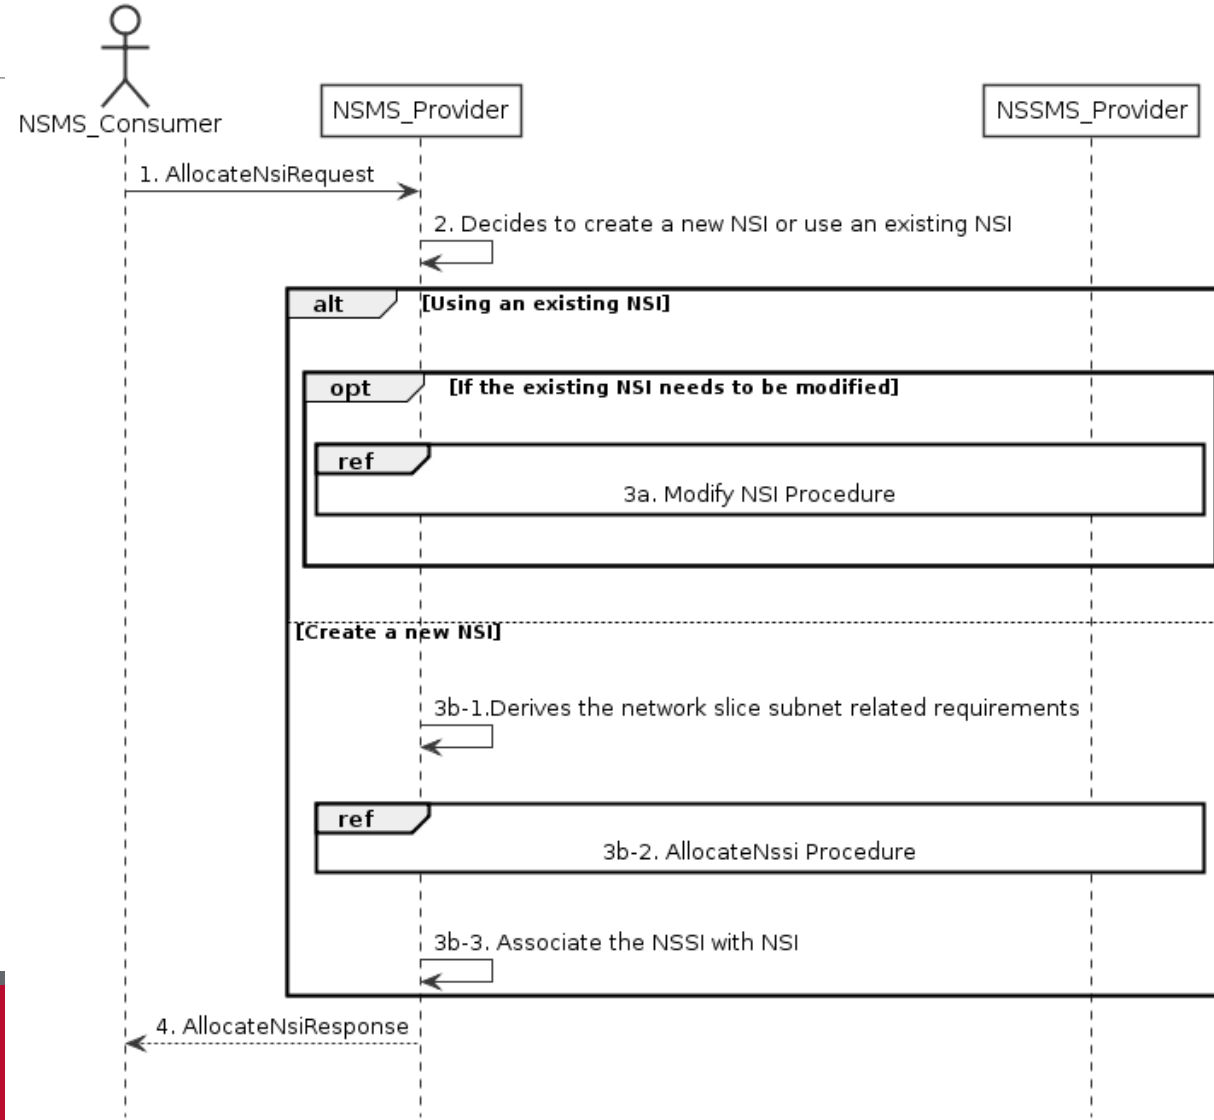 NSMS_Consumer
NSMS_Provider
NSSMS_Provider
1. AllocateNsiRequest
2. Decides to create a new NSI or use an existing NSI
alt
[Using an existing NSI]
opt
[If the existing NSI needs to be modified]
ref
3a. Modify NSI Procedure
[Create a new NSI]
3b-1.Derives the network slice subnet related requirements
ref
3b-2. AllocateNssi Procedure
3b-3. Associate the NSSI with NSI
4. AllocateNsiResponse